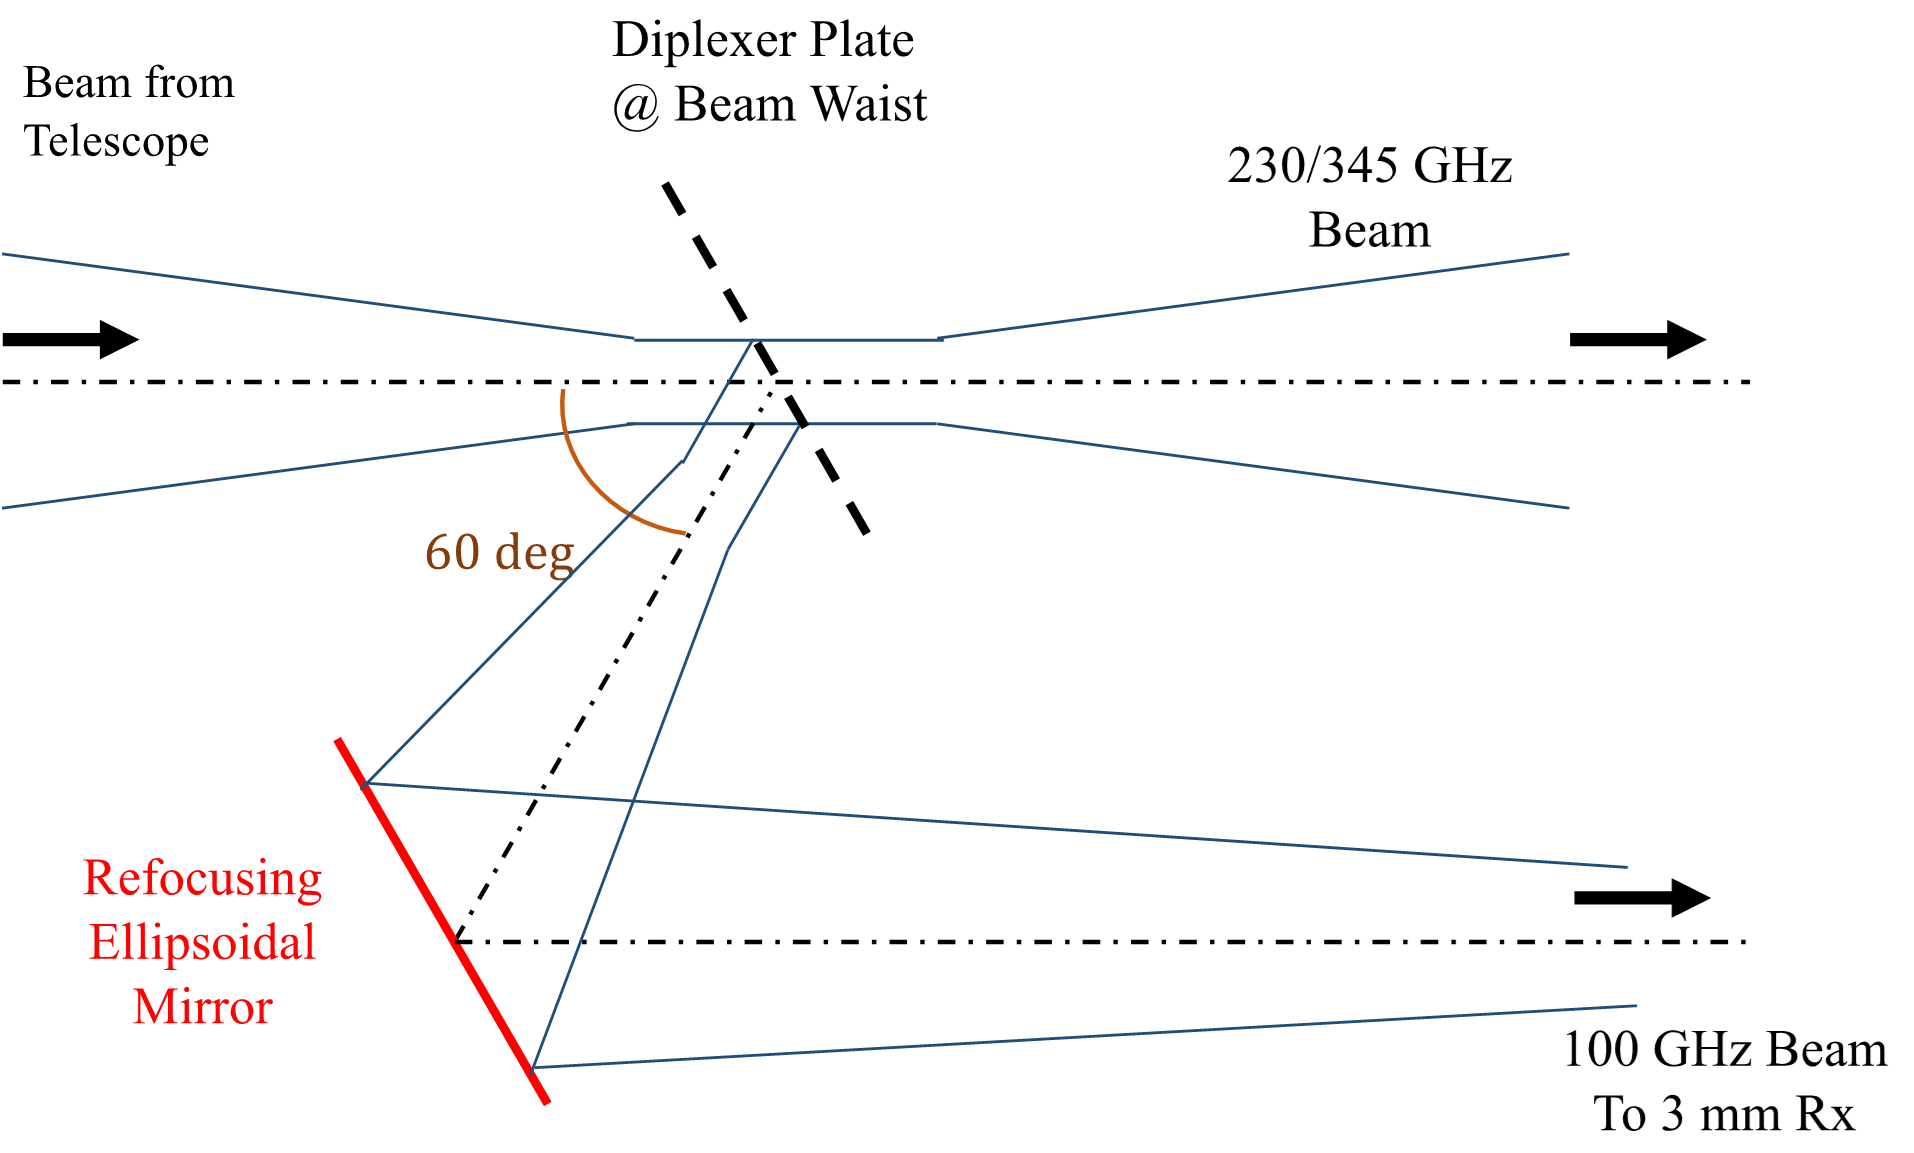 Diplexer Plate
@ Beam Waist
Beam from
Telescope
230/345 GHz
Beam
60 deg
Refocusing
Ellipsoidal
Mirror
100 GHz Beam
To 3 mm Rx